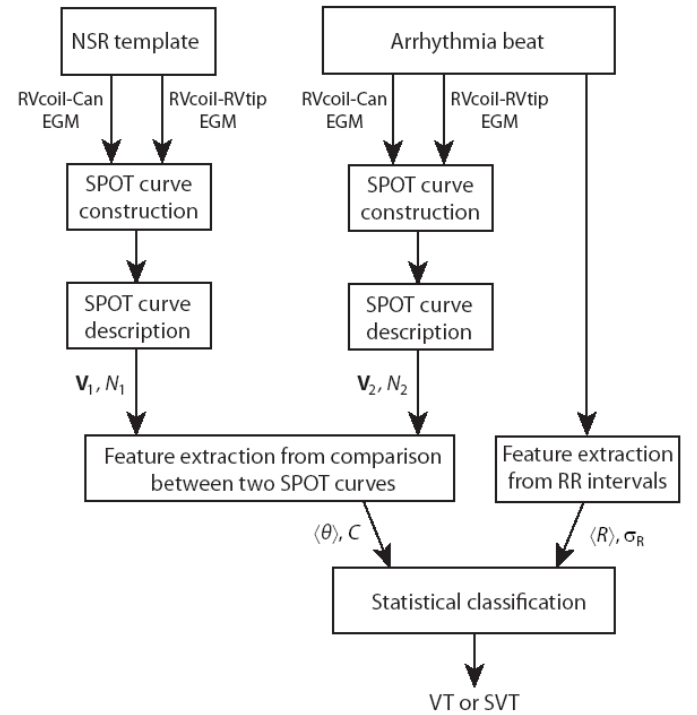 NSR template
Arrhythmia beat
RVcoil-Can
EGM
RVcoil-RVtip
EGM
RVcoil-Can
EGM
RVcoil-RVtip
EGM
SPOT curve
construction
SPOT curve
construction
SPOT curve
description
SPOT curve
description
V₁, N₁
V₂, N₂
Feature extraction from comparison
between two SPOT curves
Feature extraction
from RR intervals
⟨θ⟩, C
⟨R⟩, σ_R
Statistical classification
VT or SVT